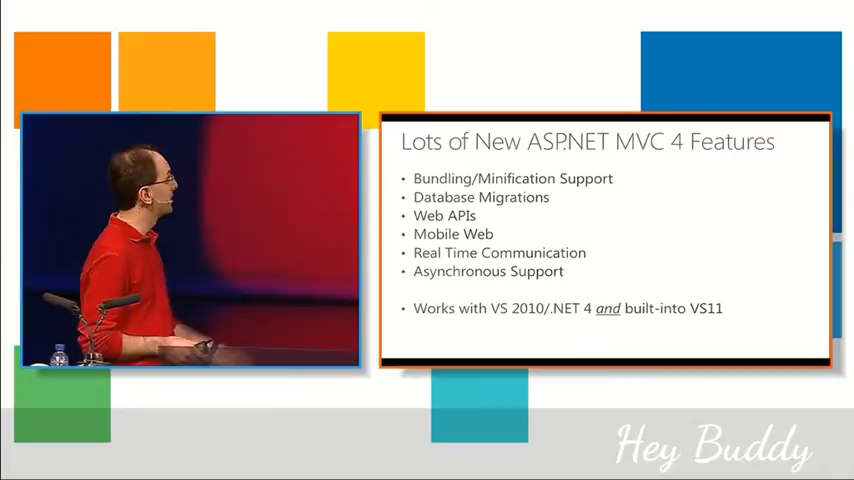 Lots of New ASP.NET MVC 4 Features
• Bundling/Minification Support
• Database Migrations
• Web APIs
• Mobile Web
• Real Time Communication
• Asynchronous Support
• Works with VS 2010/.NET 4 and built-into VS11
Hey Buddy